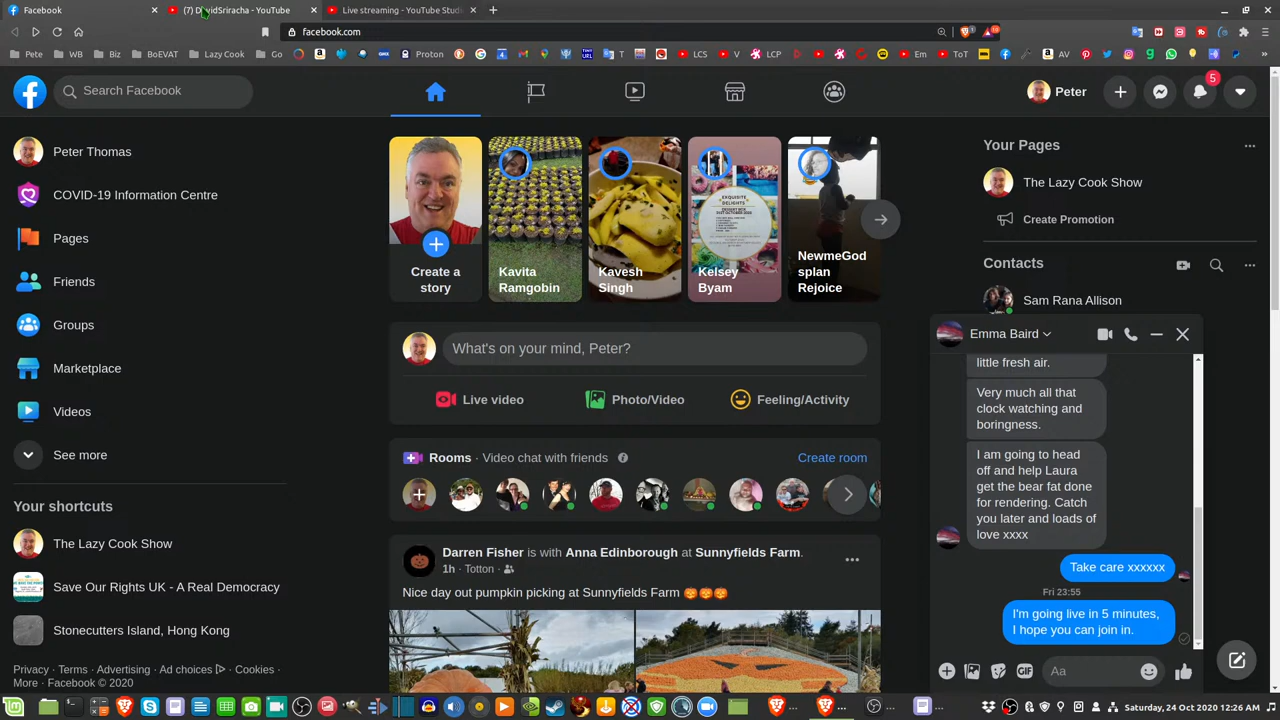 Facebook
(7) DavidSriracha - YouTube
Live streaming - YouTube Studi
facebook.com
Pete
WB
Biz
BoEVAT
Lazy Cook
Go
Proton
T
LCS
V
LCP
Em
ToT
AV
Search Facebook
Peter
5
Peter Thomas
COVID-19 Information Centre
Pages
Friends
Groups
Marketplace
Videos
See more
Your shortcuts
The Lazy Cook Show
Save Our Rights UK - A Real Democracy
Stonecutters Island, Hong Kong
Privacy · Terms · Advertising · Ad choices · Cookies ·
More · Facebook © 2020
Create a
story
Kavita
Ramgobin
Kavesh
Singh
EXQUISITE
DELIGHTS
Kelsey
Byam
NewmeGod
splan
Rejoice
What's on your mind, Peter?
Live video
Photo/Video
Feeling/Activity
Rooms · Video chat with friends
Create room
Darren Fisher is with Anna Edinborough at Sunnyfields Farm.
1h · Totton ·
Nice day out pumpkin picking at Sunnyfields Farm 🎃🎃🎃
Your Pages
The Lazy Cook Show
Create Promotion
Contacts
Sam Rana Allison
Emma Baird
little fresh air.
Very much all that
clock watching and
boringness.
I am going to head
off and help Laura
get the bear fat done
for rendering. Catch
you later and loads of
love xxxx
Take care xxxxxx
Fri 23:55
I'm going live in 5 minutes,
I hope you can join in.
GIF
Aa
Saturday, 24 Oct 2020 12:26 AM